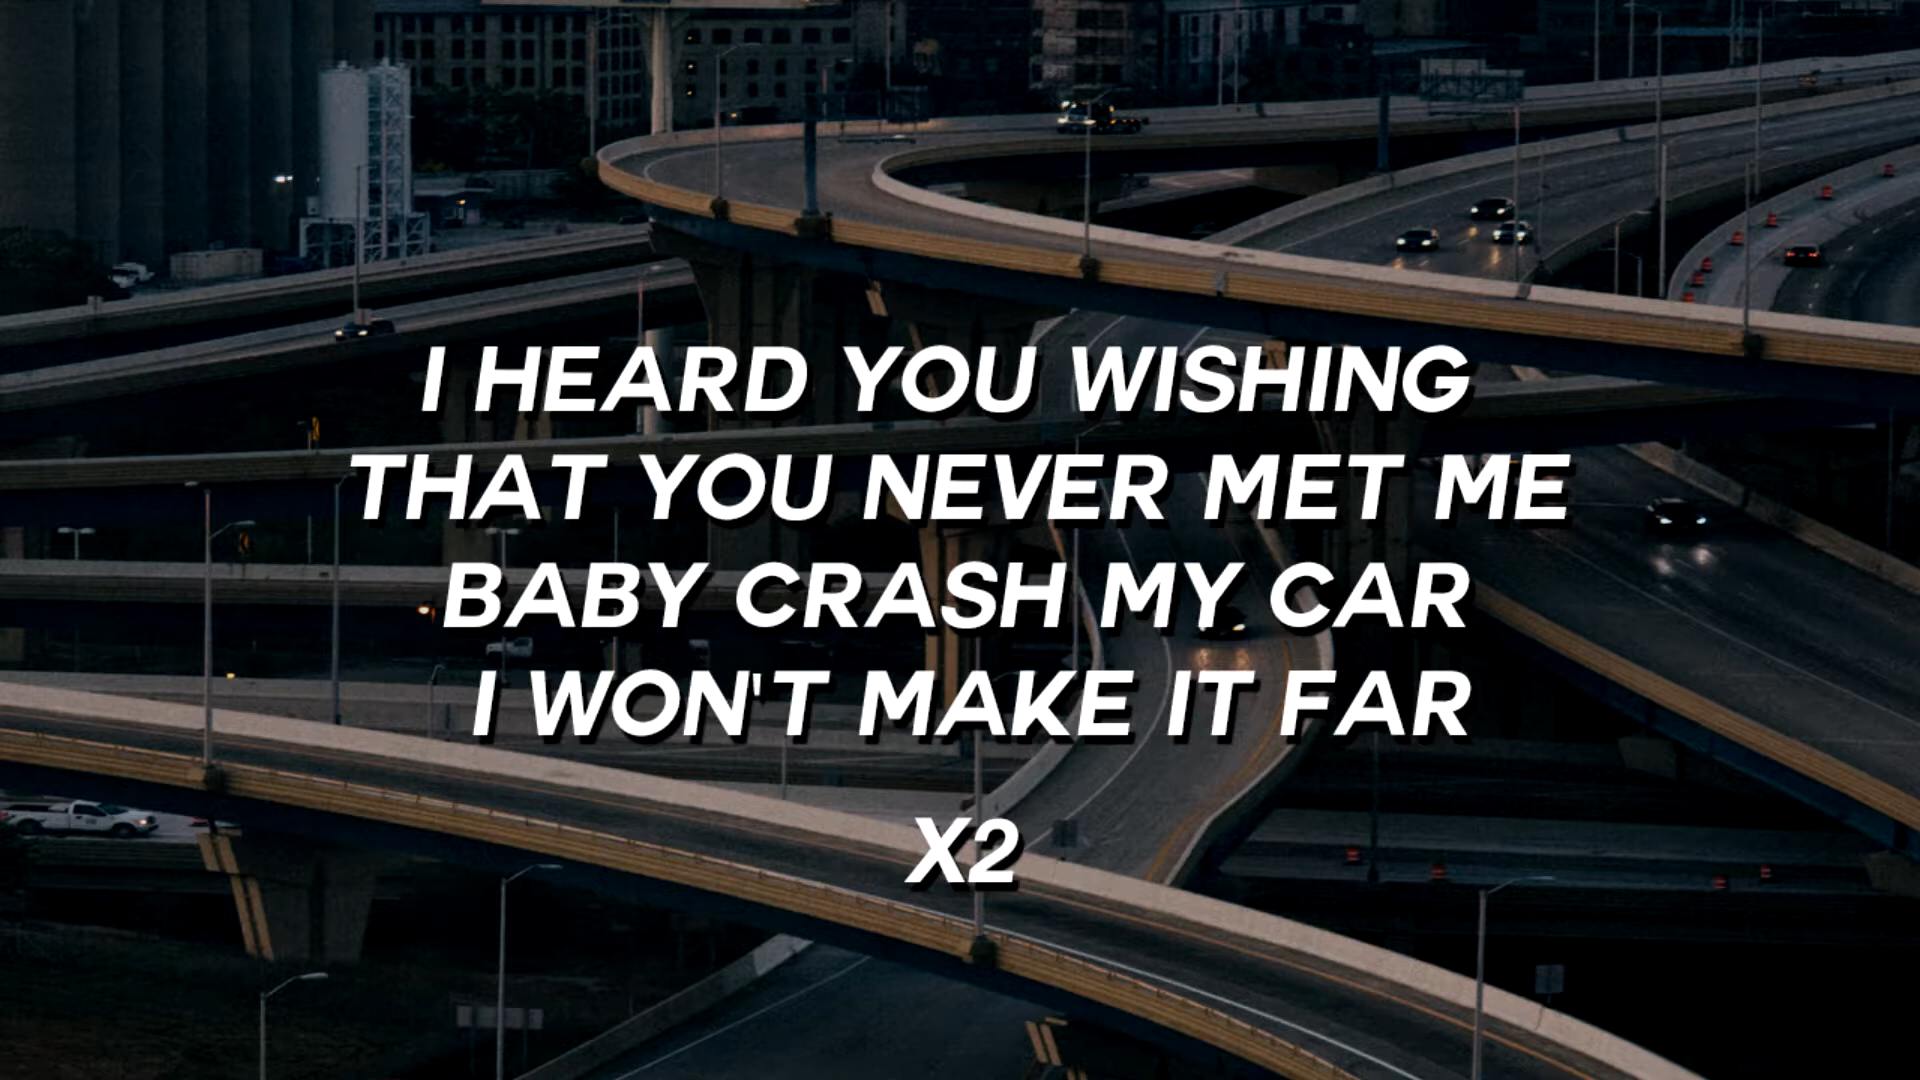 I HEARD YOU WISHING
THAT YOU NEVER MET ME
BABY CRASH MY CAR
I WON'T MAKE IT FAR
X2